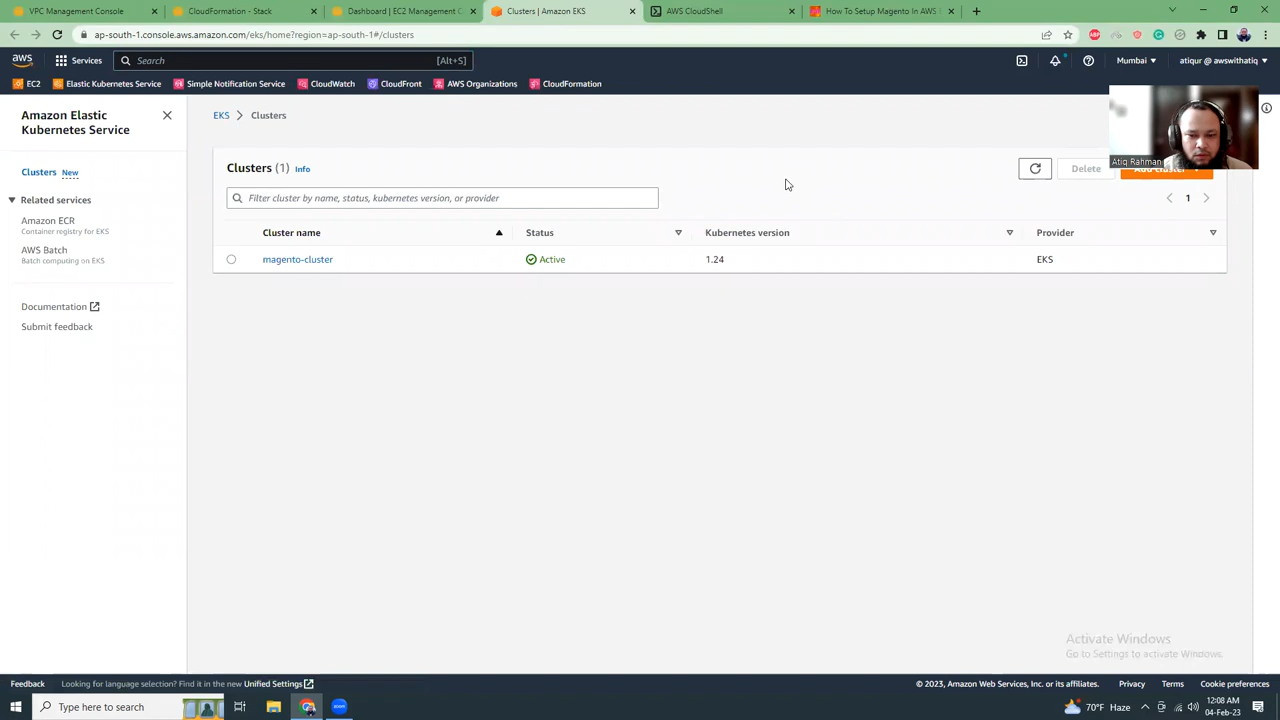 VPC Management Console
CloudFormation - Stack
Dashboard | EC2 Management C
Clusters | Amazon EKS
AWS CloudShell
How To Setup Magento In AWS
ap-south-1.console.aws.amazon.com/eks/home?region=ap-south-1#/clusters
aws
Services
Search
[Alt+S]
Mumbai
atiqur @ awswithatiq
EC2
Elastic Kubernetes Service
Simple Notification Service
CloudWatch
CloudFront
AWS Organizations
CloudFormation
Amazon Elastic
Kubernetes Service
Clusters New
Related services
Amazon ECR
Container registry for EKS
AWS Batch
Batch computing on EKS
Documentation
Submit feedback
EKS > Clusters
Clusters (1) Info
Delete
Add cluster
Atiq Rahman
Filter cluster by name, status, kubernetes version, or provider
1
Cluster name
Status
Kubernetes version
Provider
magento-cluster
Active
1.24
EKS
Activate Windows
Go to Settings to activate Windows.
Feedback
Looking for language selection? Find it in the new Unified Settings
© 2023, Amazon Web Services, Inc. or its affiliates.
Privacy
Terms
Cookie preferences
Type here to search
zoom
70°F Haze
12:08 AM
04-Feb-23